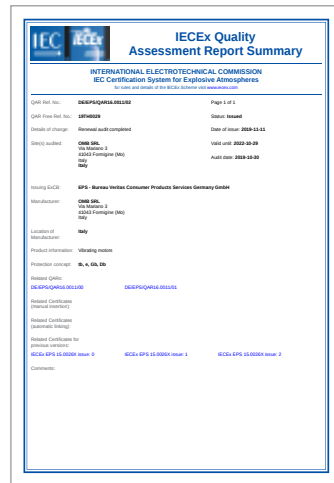 IEC IECEx
IECEx Quality
Assessment Report Summary
INTERNATIONAL ELECTROTECHNICAL COMMISSION
IEC Certification System for Explosive Atmospheres
for rules and details of the IECEx Scheme visit www.iecex.com
QAR Ref. No.: DE/EPS/QAR16.0011/02 Page 1 of 1
QAR Free Ref. No.: 19TH0029 Status: Issued
Details of change: Renewal audit completed Date of issue: 2019-11-11
Site(s) audited: OMB SRL Valid until: 2022-10-29
Via Mariano 3
41043 Formigine (Mo) Audit date: 2019-10-30
Italy
Italy
Issuing ExCB: EPS - Bureau Veritas Consumer Products Services Germany GmbH
Manufacturer: OMB SRL
Via Mariano 3
41043 Formigine (Mo)
Italy
Location of Italy
Manufacturer:
Product information: Vibrating motors
Protection concept: tb, e, Gb, Db
Related QARs:
DE/EPS/QAR16.0011/00 DE/EPS/QAR16.0011/01
Related Certificates
(manual insertion):
Related Certificates
(automatic linking):
Related Certificates for
previous versions:
IECEx EPS 15.0026X issue: 0 IECEx EPS 15.0026X issue: 1 IECEx EPS 15.0026X issue: 2
Comments: